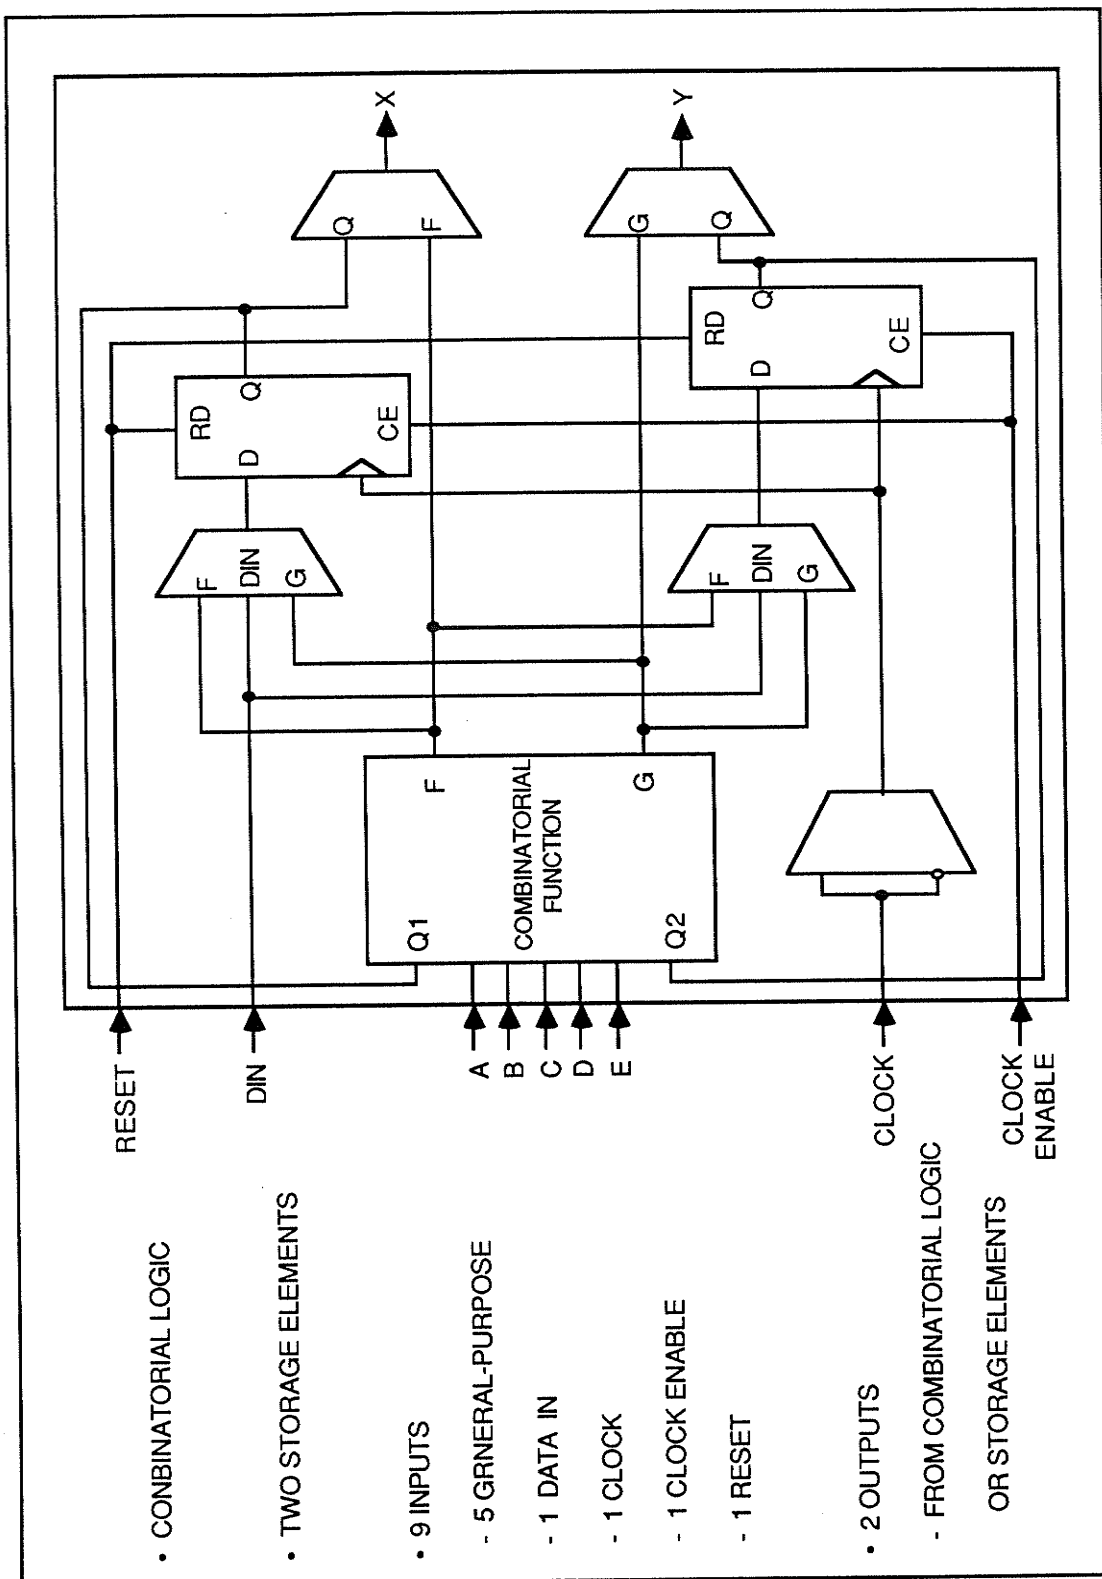 • CONBINATORIAL LOGIC
• TWO STORAGE ELEMENTS
• 9 INPUTS
- 5 GRNERAL-PURPOSE
- 1 DATA IN
- 1 CLOCK
- 1 CLOCK ENABLE
- 1 RESET
• 2 OUTPUTS
- FROM COMBINATORIAL LOGIC
OR STORAGE ELEMENTS
RESET
DIN
A
B
C
D
E
CLOCK
CLOCK
ENABLE
Q1
COMBINATORIAL
FUNCTION
Q2
F
G
F
DIN
G
F
DIN
G
RD
D
Q
CE
RD
D
Q
CE
Q
F
G
Q
X
Y